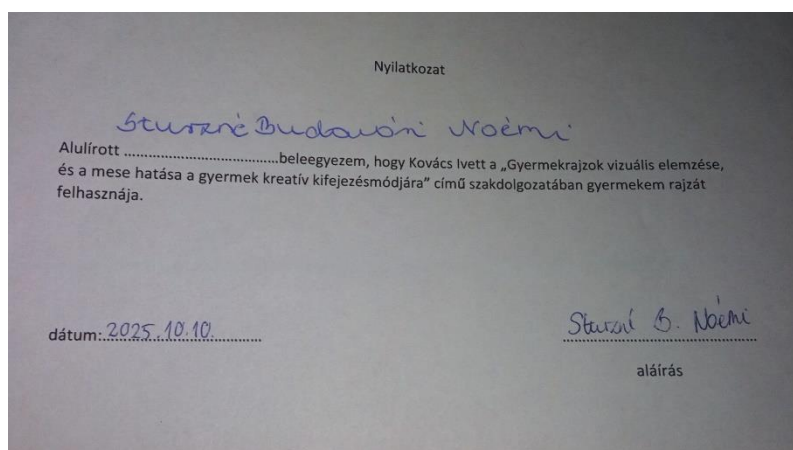 Nyilatkozat
Sturzné Budavári Noémi
Alulírott ......................................beleegyezem, hogy Kovács Ivett a „Gyermekrajzok vizuális elemzése,
és a mese hatása a gyermek kreatív kifejezésmódjára” című szakdolgozatában gyermekem rajzát
felhasználja.
dátum: 2025.10.10.
Sturzné B. Noémi
aláírás